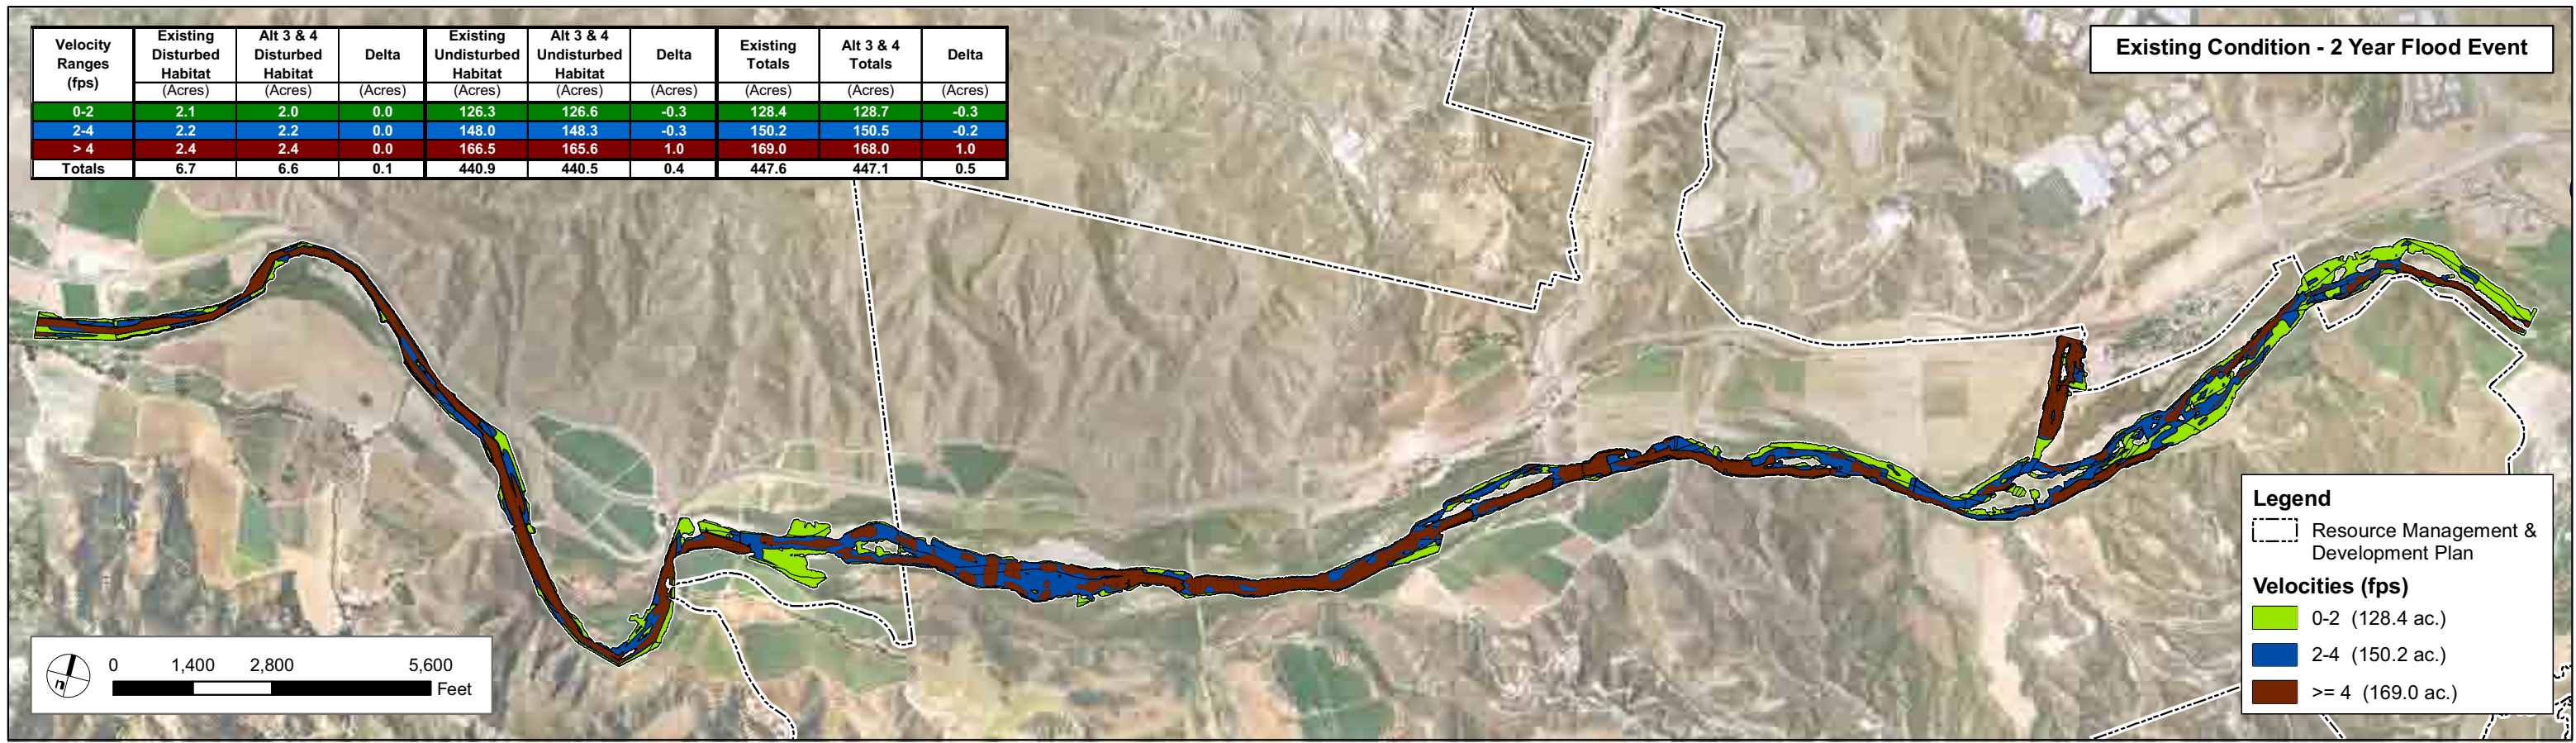 Velocity Ranges (fps) | Existing Disturbed Habitat (Acres) | Alt 3 & 4 Disturbed Habitat (Acres) | Delta (Acres) | Existing Undisturbed Habitat (Acres) | Alt 3 & 4 Undisturbed Habitat (Acres) | Delta (Acres) | Existing Totals (Acres) | Alt 3 & 4 Totals (Acres) | Delta (Acres)
0-2 2.1 2.0 0.0 126.3 126.6 -0.3 128.4 128.7 -0.3
2-4 2.2 2.2 0.0 148.0 148.3 -0.3 150.2 150.5 -0.2
> 4 2.4 2.4 0.0 166.5 165.6 1.0 169.0 168.0 1.0
Totals 6.7 6.6 0.1 440.9 440.5 0.4 447.6 447.1 0.5
Existing Condition - 2 Year Flood Event
Legend
Resource Management &
Development Plan
Velocities (fps)
0-2 (128.4 ac.)
2-4 (150.2 ac.)
>= 4 (169.0 ac.)
n
0 1,400 2,800 5,600
Feet